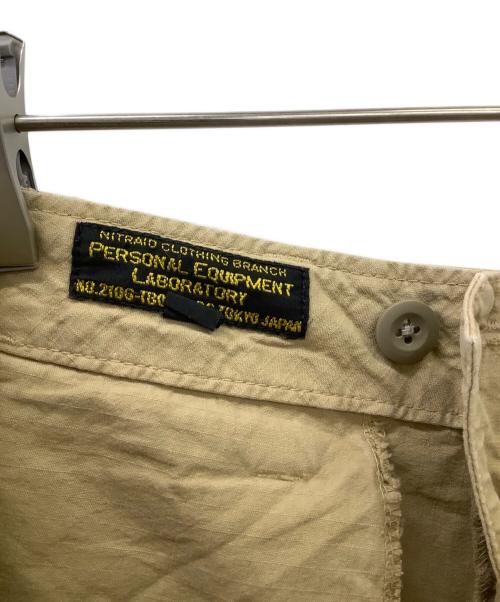 NITRAID CLOTHING BRANCH
PERSONAL EQUIPMENT
LABORATORY
TOKYO JAPAN